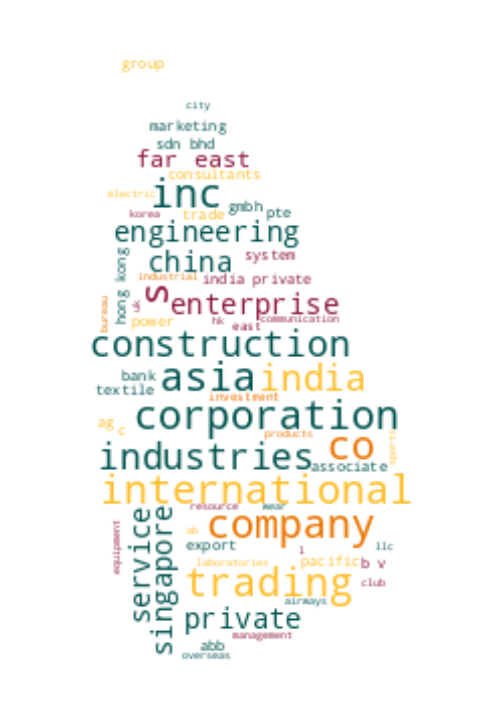 group
city
marketing
sdn bhd
far east
consultants
electric inc
korea trade gmbh pte
engineering
hong kong china system
industrial india private
bureau uk s enterprise
power hk east communication
construction
bank asia india
textile investment
ag c corporation
products sports
industries co
associate
international
resource wear
equipment service singapore ab company
export l llc
laboratories pacific b v
trading club
airways
private
management
abb
overseas